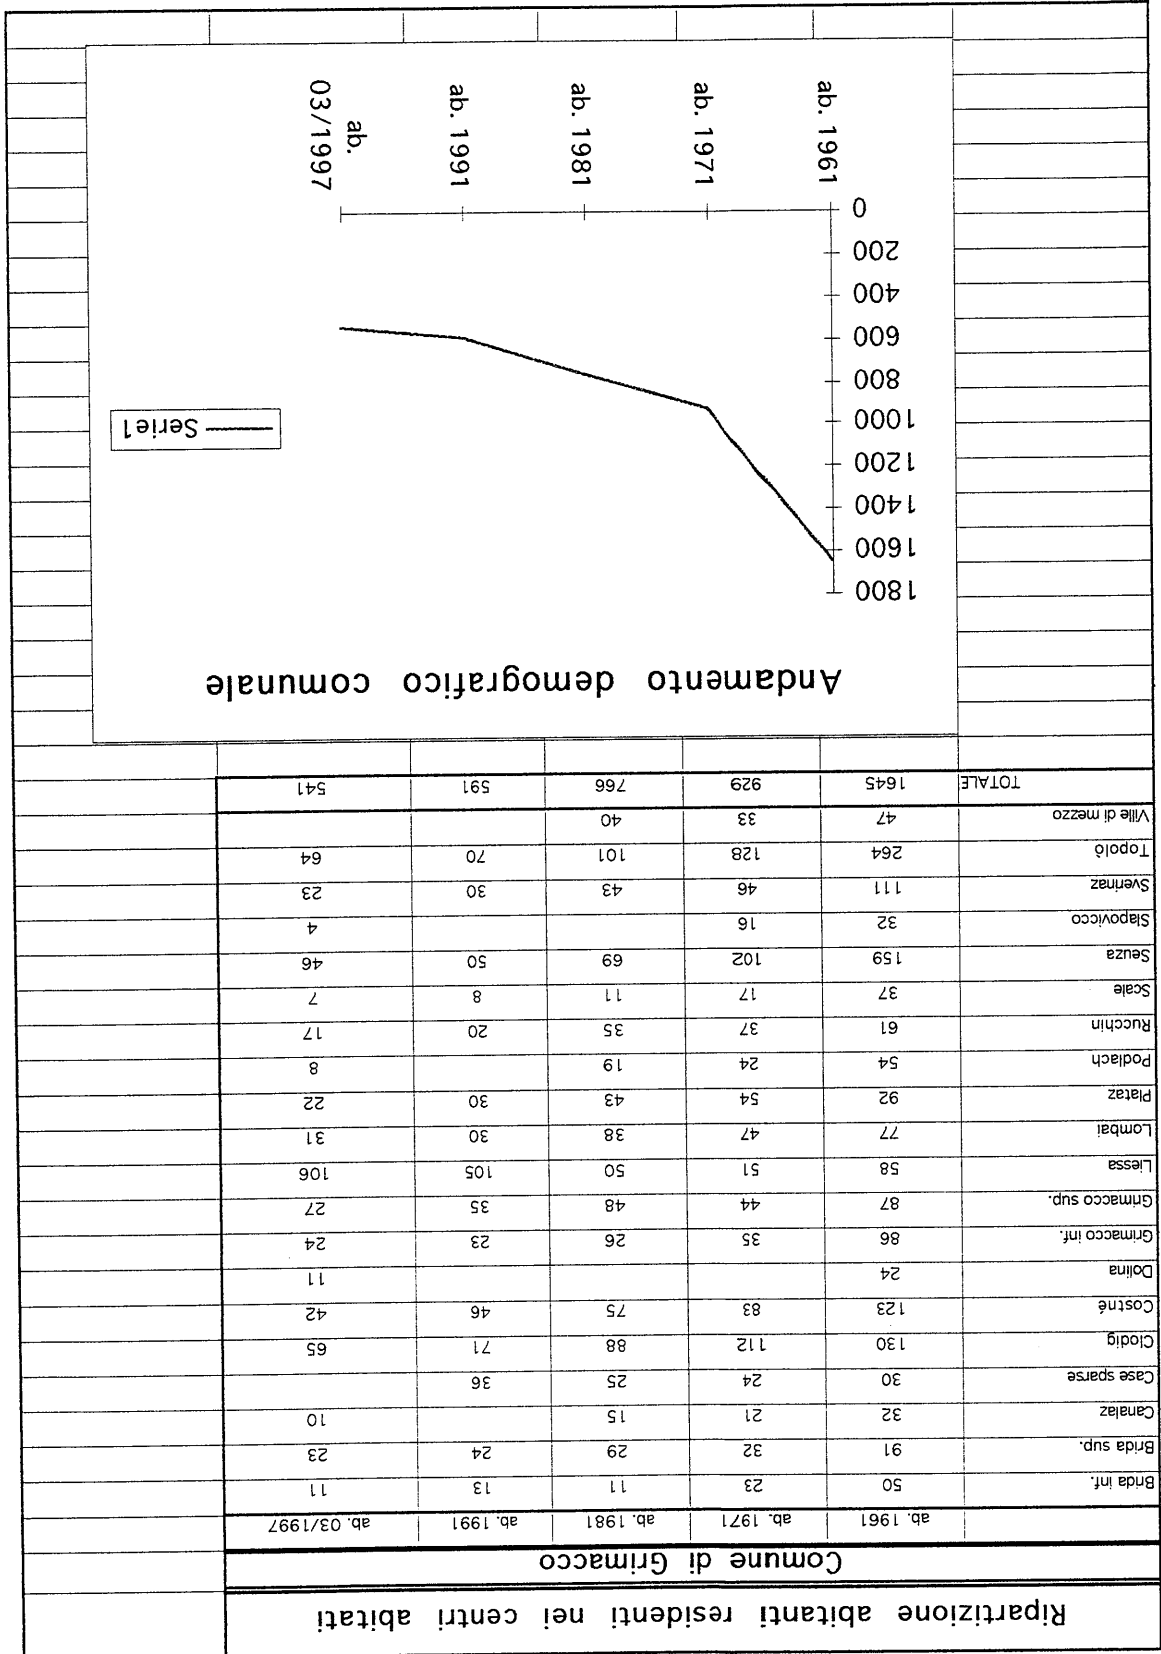 Ripartizione abitanti residenti nei centri abitati
Comune di Grimacco
ab. 1961 ab. 1971 ab. 1981 ab. 1991 ab. 03/1997
Brida inf. 50 23 11 13 11
Brida sup. 91 32 29 24 23
Canalaz 32 21 15 10
Case sparse 30 24 25 36
Clodig 130 112 88 71 65
Costné 123 83 75 46 42
Dolina 24 11
Grimacco inf. 86 35 26 23 24
Grimacco sup. 87 44 48 35 27
Liessa 58 51 50 105 106
Lombai 77 47 38 30 31
Plataz 92 54 43 30 22
Podlach 54 24 19 8
Rucchin 61 37 35 20 17
Scale 37 17 11 8 7
Seuza 159 102 69 50 46
Slapovicco 32 16 4
Sverinaz 111 46 43 30 23
Topolò 264 128 101 70 64
Ville di mezzo 47 33 40
TOTALE 1645 929 766 591 541
Andamento demografico comunale
1800
1600
1400
1200
1000
800
600
400
200
0
ab. 1961
ab. 1971
ab. 1981
ab. 1991
ab.
03/1997
Serie1